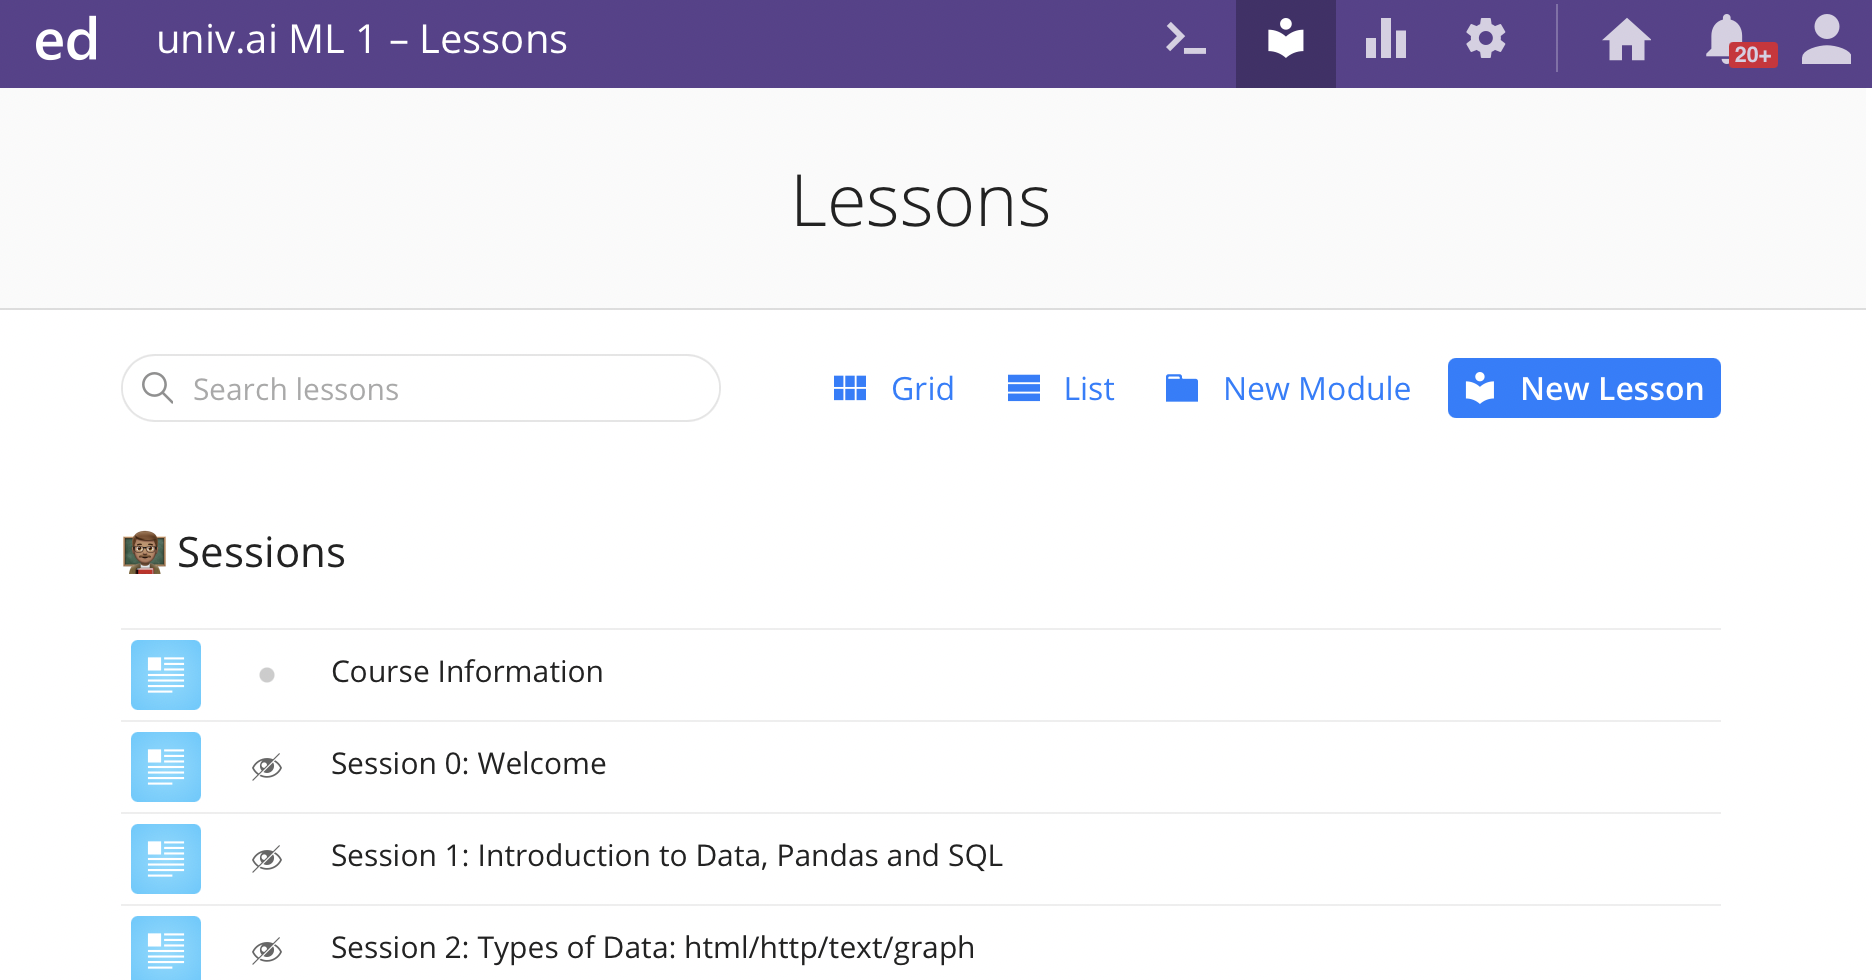 ed univ.ai ML 1 – Lessons 20+
Lessons
Search lessons Grid List New Module New Lesson
Sessions
Course Information
Session 0: Welcome
Session 1: Introduction to Data, Pandas and SQL
Session 2: Types of Data: html/http/text/graph